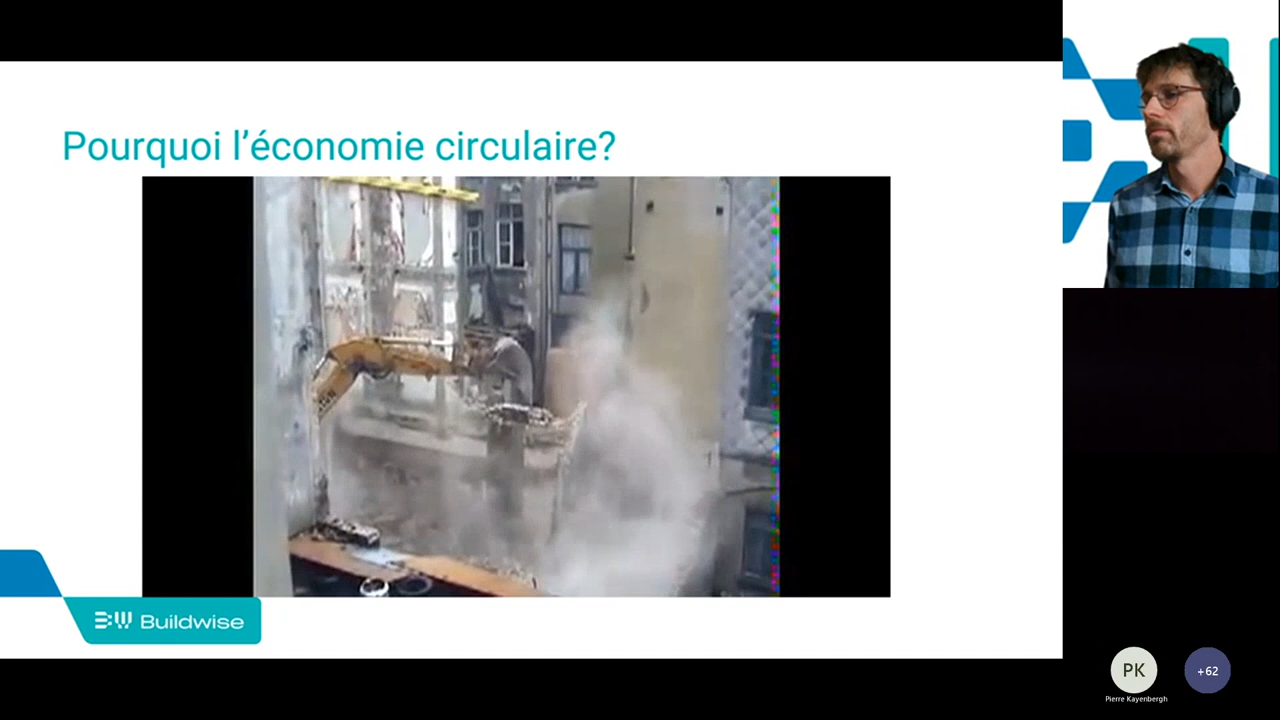 Pourquoi l’économie circulaire?
Buildwise
PK
+62
Pierre Kayenbergh